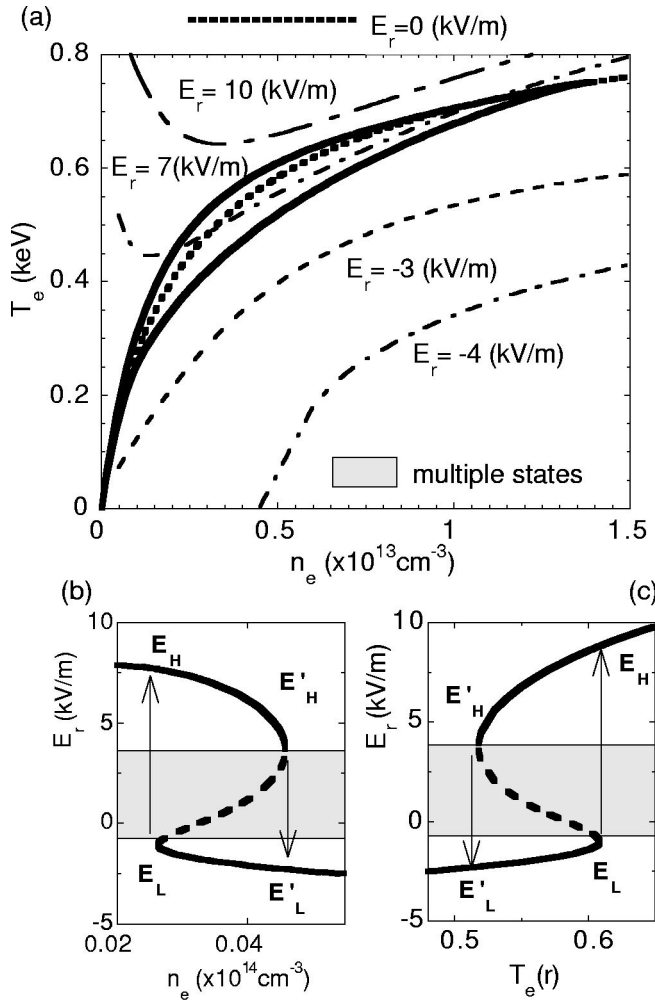 (a)
E_r=0 (kV/m)
0.8
0.6
0.4
0.2
0
T_e (keV)
E_r= 10 (kV/m)
E_r= 7(kV/m)
E_r= -3 (kV/m)
E_r= -4 (kV/m)
multiple states
0
0.5
1
1.5
n_e (x10^13cm^-3)
(b)
10
5
0
-5
E_r (kV/m)
E_H
E'_H
E_L
E'_L
0.02
0.04
n_e (x10^14cm^-3)
(c)
10
5
0
-5
E_r (kV/m)
E'_H
E_H
E'_L
E_L
0.5
0.6
T_e(r)